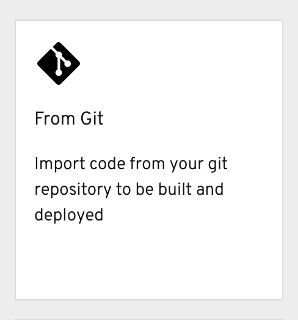 From Git
Import code from your git
repository to be built and
deployed